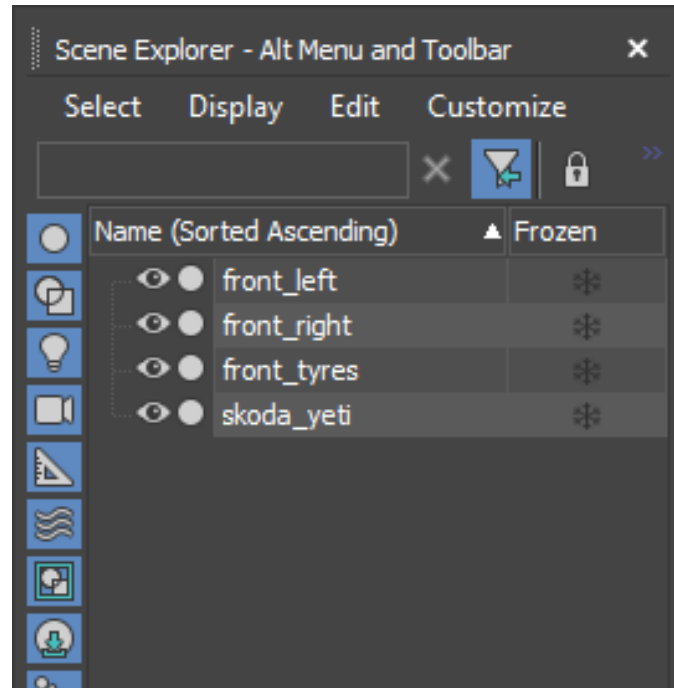 Scene Explorer - Alt Menu and Toolbar
Select Display Edit Customize
Name (Sorted Ascending) Frozen
front_left
front_right
front_tyres
skoda_yeti